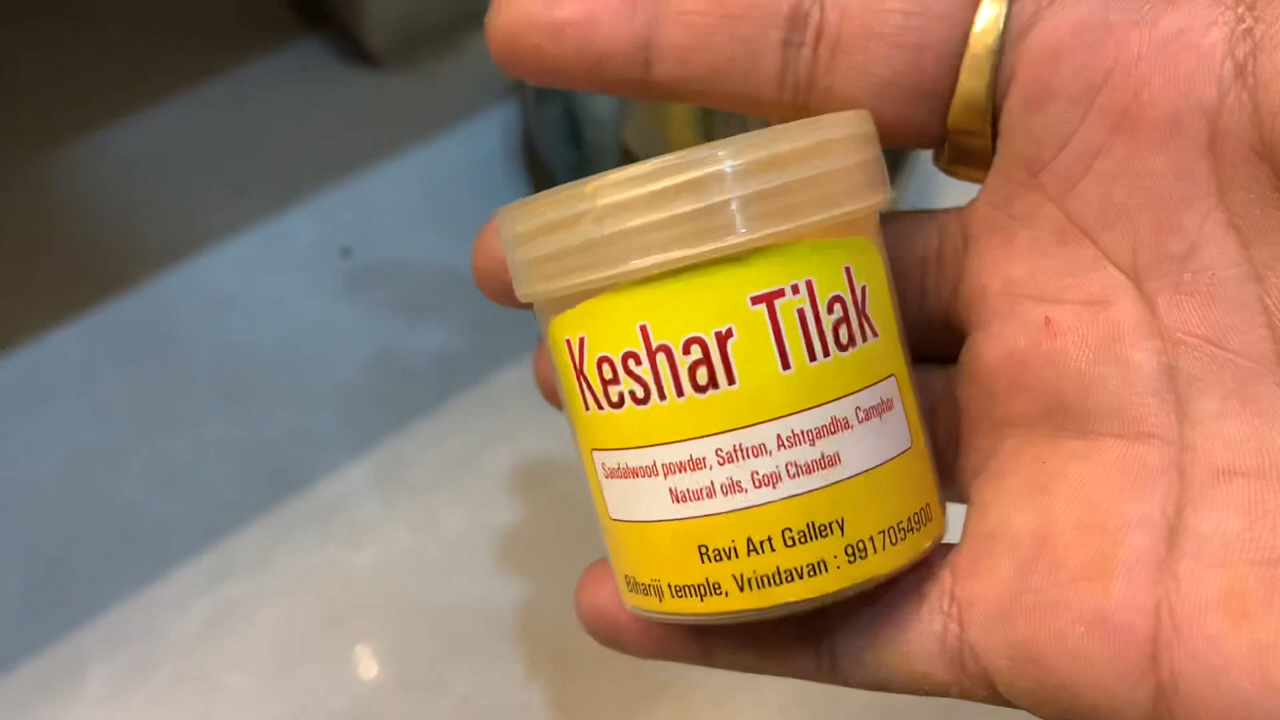 Keshar Tilak
Sandalwood powder, Saffron, Ashtgandha, Camphor
Natural oils, Gopi Chandan
Ravi Art Gallery
Bihariji temple, Vrindavan : 9917054900